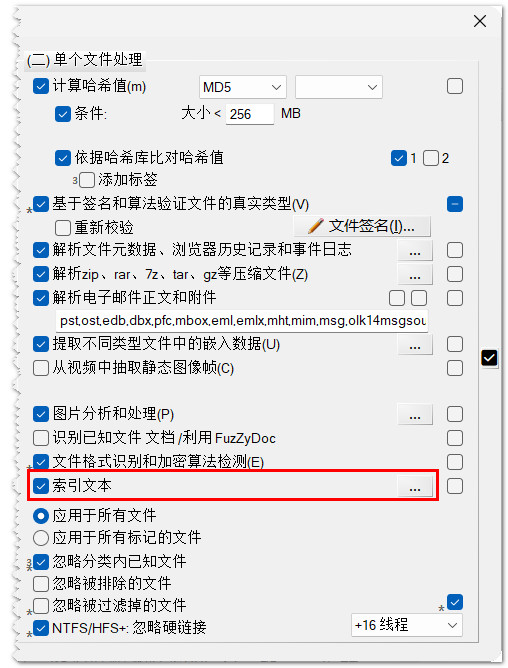 (二) 单个文件处理
计算哈希值(m) MD5
条件: 大小 < 256 MB
依据哈希库比对哈希值 1 2
3 添加标签
* 基于签名和算法验证文件的真实类型(V)
重新校验 文件签名(I)...
解析文件元数据、浏览器历史记录和事件日志 ...
解析zip、rar、7z、tar、gz等压缩文件(Z) ...
解析电子邮件正文和附件
pst,ost,edb,dbx,pfc,mbox,eml,emlx,mht,mim,msg,olk14msgsou
提取不同类型文件中的嵌入数据(U) ...
从视频中抽取静态图像帧(C)
图片分析和处理(P) ...
识别已知文件 文档 /利用 FuzZyDoc
* 文件格式识别和加密算法检测(E)
索引文本 ...
应用于所有文件
应用于所有标记的文件
3 * 忽略分类内已知文件
忽略被排除的文件
* 忽略被过滤掉的文件 *
* NTFS/HFS+: 忽略硬链接 +16 线程